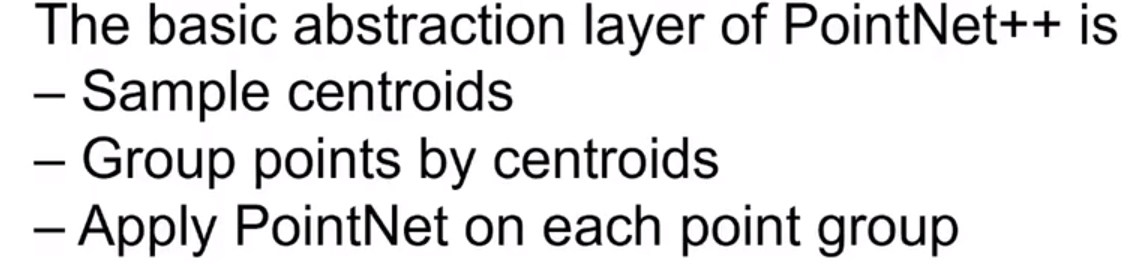 The basic abstraction layer of PointNet++ is
– Sample centroids
– Group points by centroids
– Apply PointNet on each point group